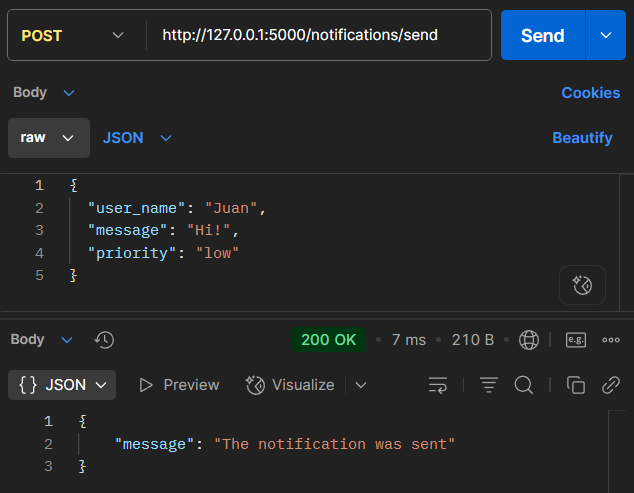 POST http://127.0.0.1:5000/notifications/send Send
Body Cookies
raw JSON Beautify
1 {
2 "user_name": "Juan",
3 "message": "Hi!",
4 "priority": "low"
5 }
Body 200 OK • 7 ms • 210 B • e.g.
{} JSON Preview Visualize
1 {
2 "message": "The notification was sent"
3 }